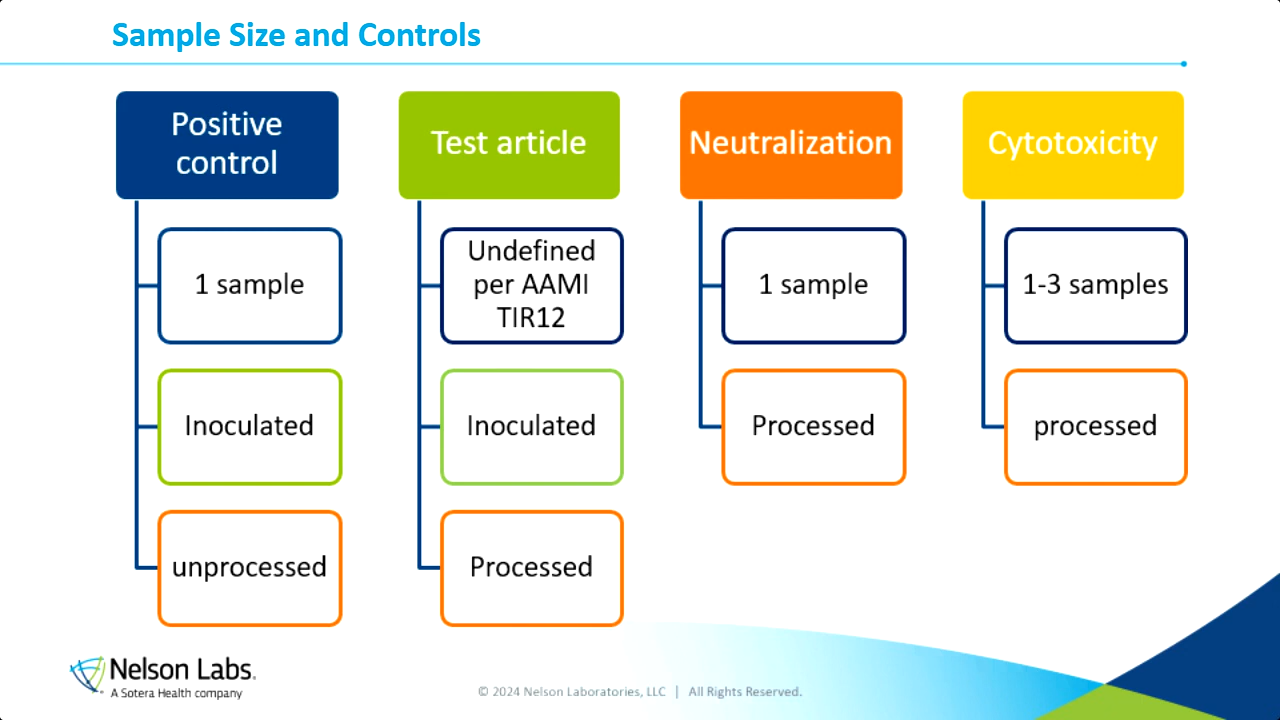 Sample Size and Controls
Positive
control
1 sample
Inoculated
unprocessed
Test article
Undefined
per AAMI
TIR12
Inoculated
Processed
Neutralization
1 sample
Processed
Cytotoxicity
1-3 samples
processed
Nelson Labs.
A Sotera Health company
© 2024 Nelson Laboratories, LLC | All Rights Reserved.